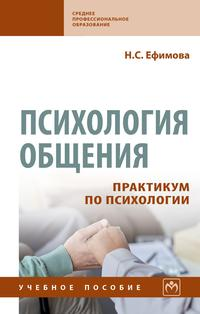 СРЕДНЕЕ
ПРОФЕССИОНАЛЬНОЕ
ОБРАЗОВАНИЕ
Н.С. Ефимова
ПСИХОЛОГИЯ
ОБЩЕНИЯ
ПРАКТИКУМ
ПО ПСИХОЛОГИИ
УЧЕБНОЕ ПОСОБИЕ